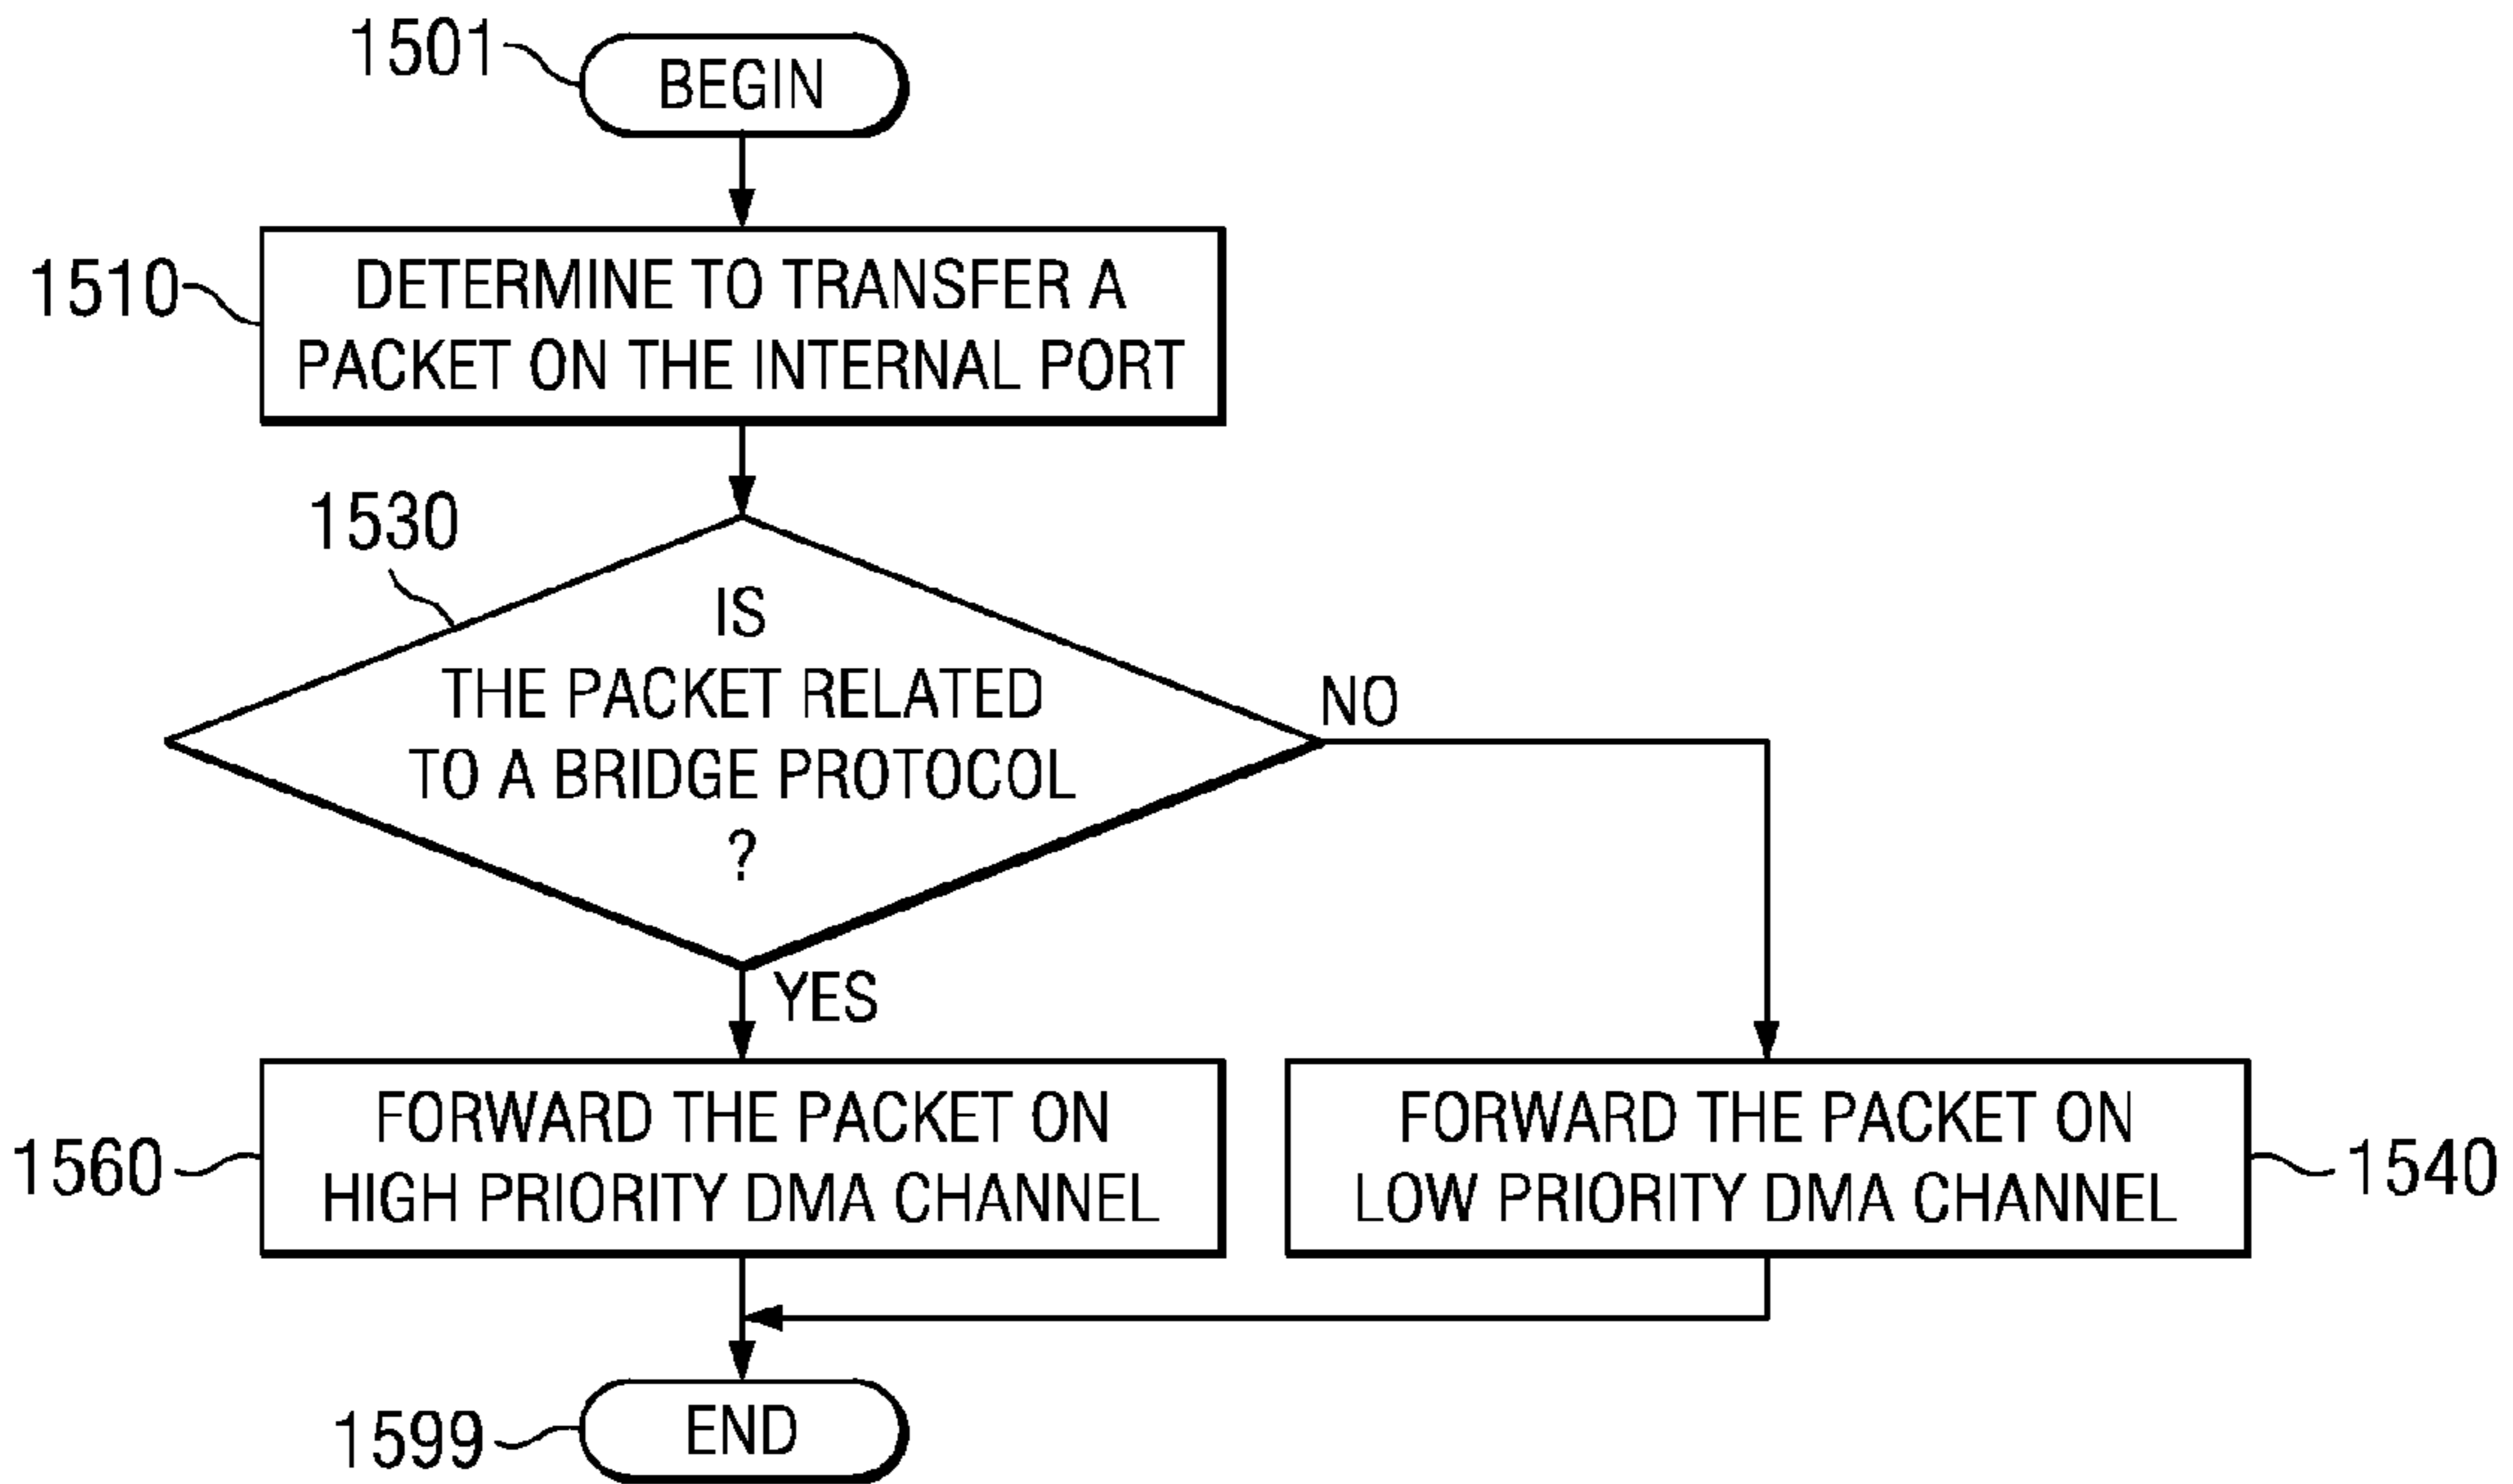 1501
BEGIN
1510
DETERMINE TO TRANSFER A
PACKET ON THE INTERNAL PORT
1530
IS
THE PACKET RELATED
TO A BRIDGE PROTOCOL
?
NO
YES
1560
FORWARD THE PACKET ON
HIGH PRIORITY DMA CHANNEL
FORWARD THE PACKET ON
LOW PRIORITY DMA CHANNEL
1540
1599
END